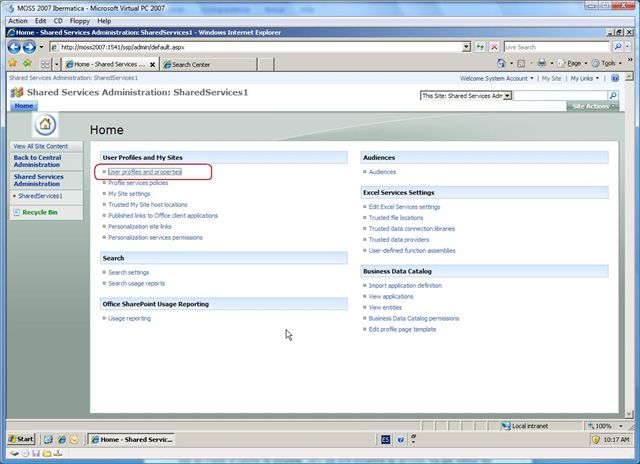 MOSS 2007 Ibermatica - Microsoft Virtual PC 2007
Action Edit Floppy Help
Home - Shared Services Administration: SharedServices1 - Windows Internet Explorer
http://moss2007:1541/ssp/admin/default.aspx
Live Search
Home - Shared Services ...
Search Center
Page
Tools
Shared Services Administration: SharedServices1
Welcome System Account
My Site
My Links
Shared Services Administration: SharedServices1
This Site: Shared Services Adm
Home
Site Actions
View All Site Content
Back to Central Administration
Shared Services Administration
SharedServices1
Recycle Bin
Home
User Profiles and My Sites
User profiles and properties
Profile services policies
My Site settings
Trusted My Site host locations
Published links to Office client applications
Personalization site links
Personalization services permissions
Search
Search settings
Search usage reports
Office SharePoint Usage Reporting
Usage reporting
Audiences
Audiences
Excel Services Settings
Edit Excel Services settings
Trusted file locations
Trusted data connection libraries
Trusted data providers
User-defined function assemblies
Business Data Catalog
Import application definition
View applications
View entities
Business Data Catalog permissions
Edit profile page template
Local intranet
100%
Start
Home - Shared Servic...
ES
10:17 AM